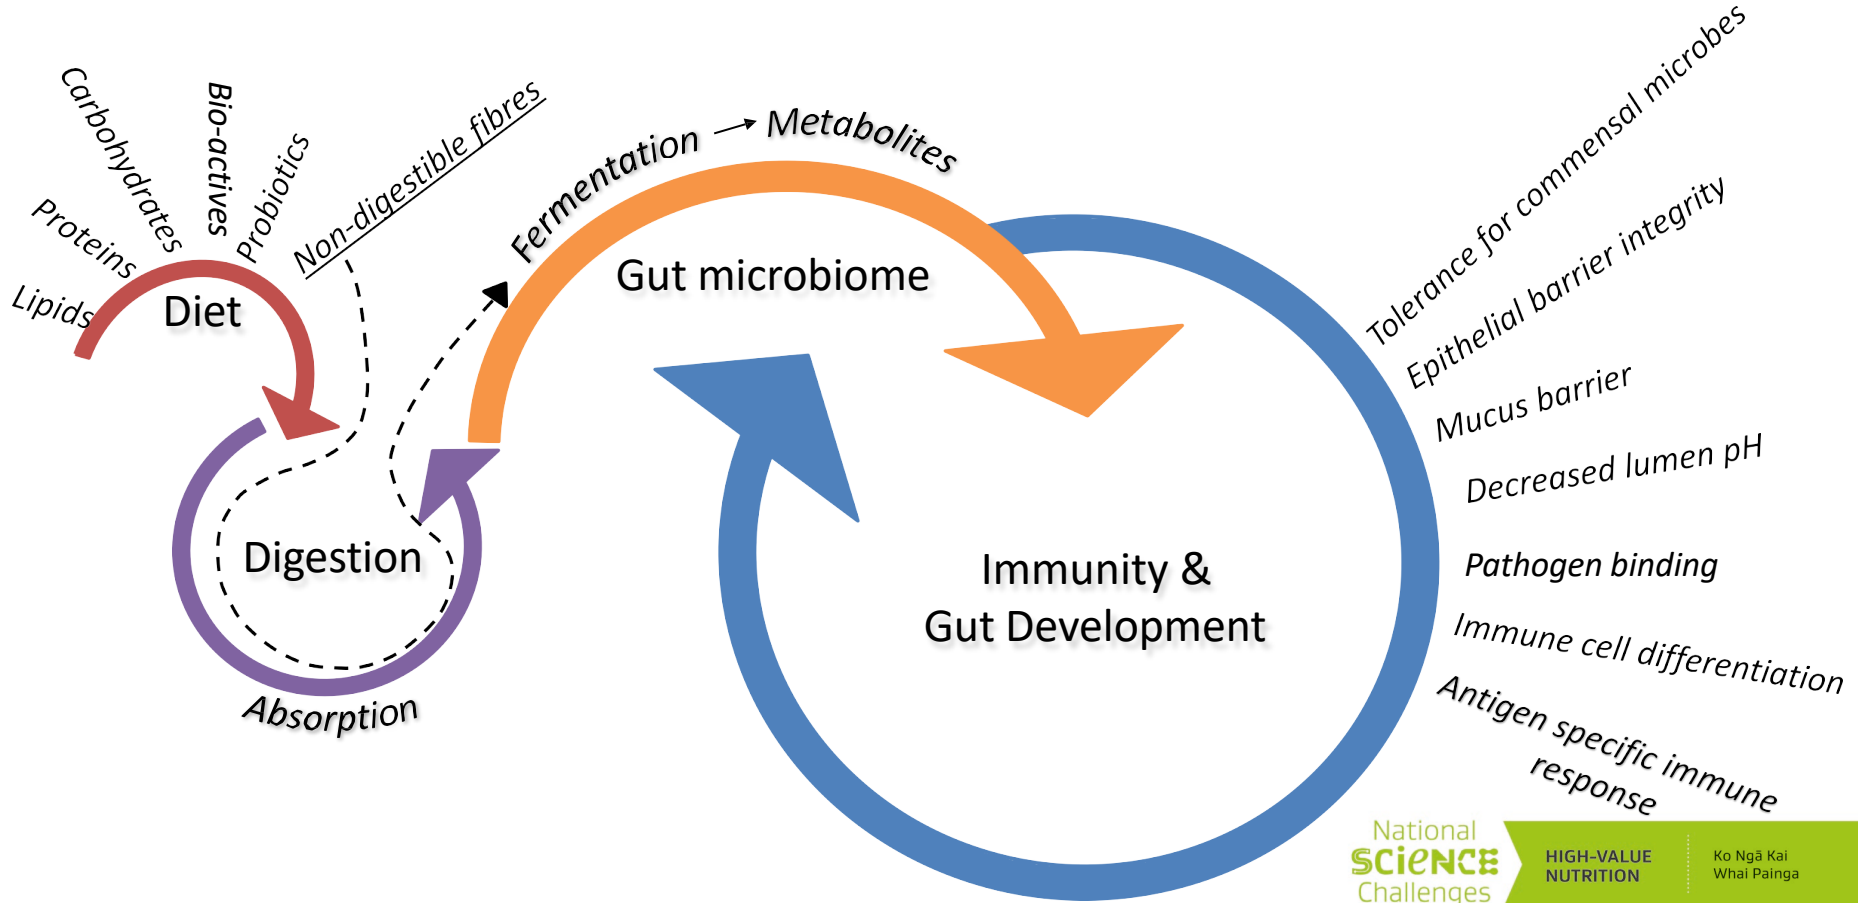 Lipids
Proteins
Carbohydrates
Bio-actives
Probiotics
Non-digestible fibres
Diet
Digestion
Absorption
Fermentation → Metabolites
Gut microbiome
Immunity &
Gut Development
Tolerance for commensal microbes
Epithelial barrier integrity
Mucus barrier
Decreased lumen pH
Pathogen binding
Immune cell differentiation
Antigen specific immune
response
National
SCIENCE
Challenges
HIGH-VALUE
NUTRITION
Ko Ngā Kai
Whai Painga